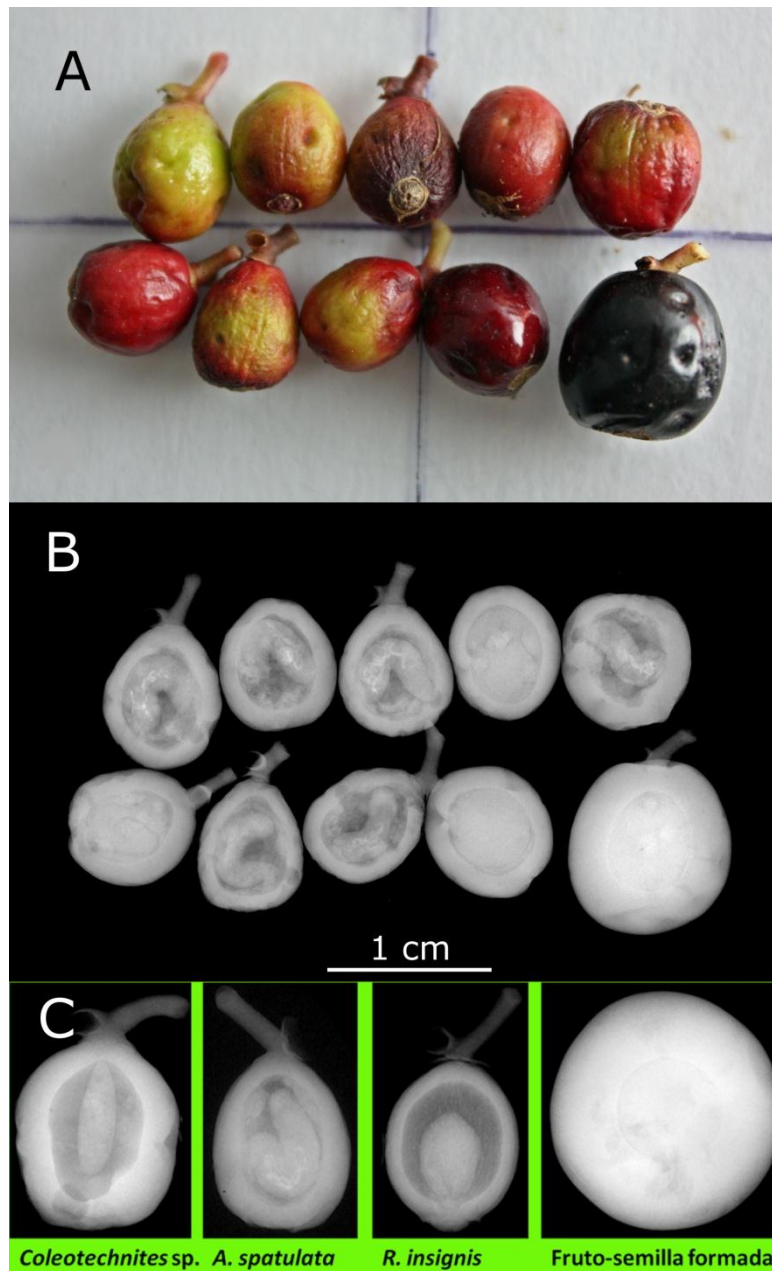 A
B
1 cm
C
Coleotechnites sp. A. spatulata R. insignis Fruto-semilla formada